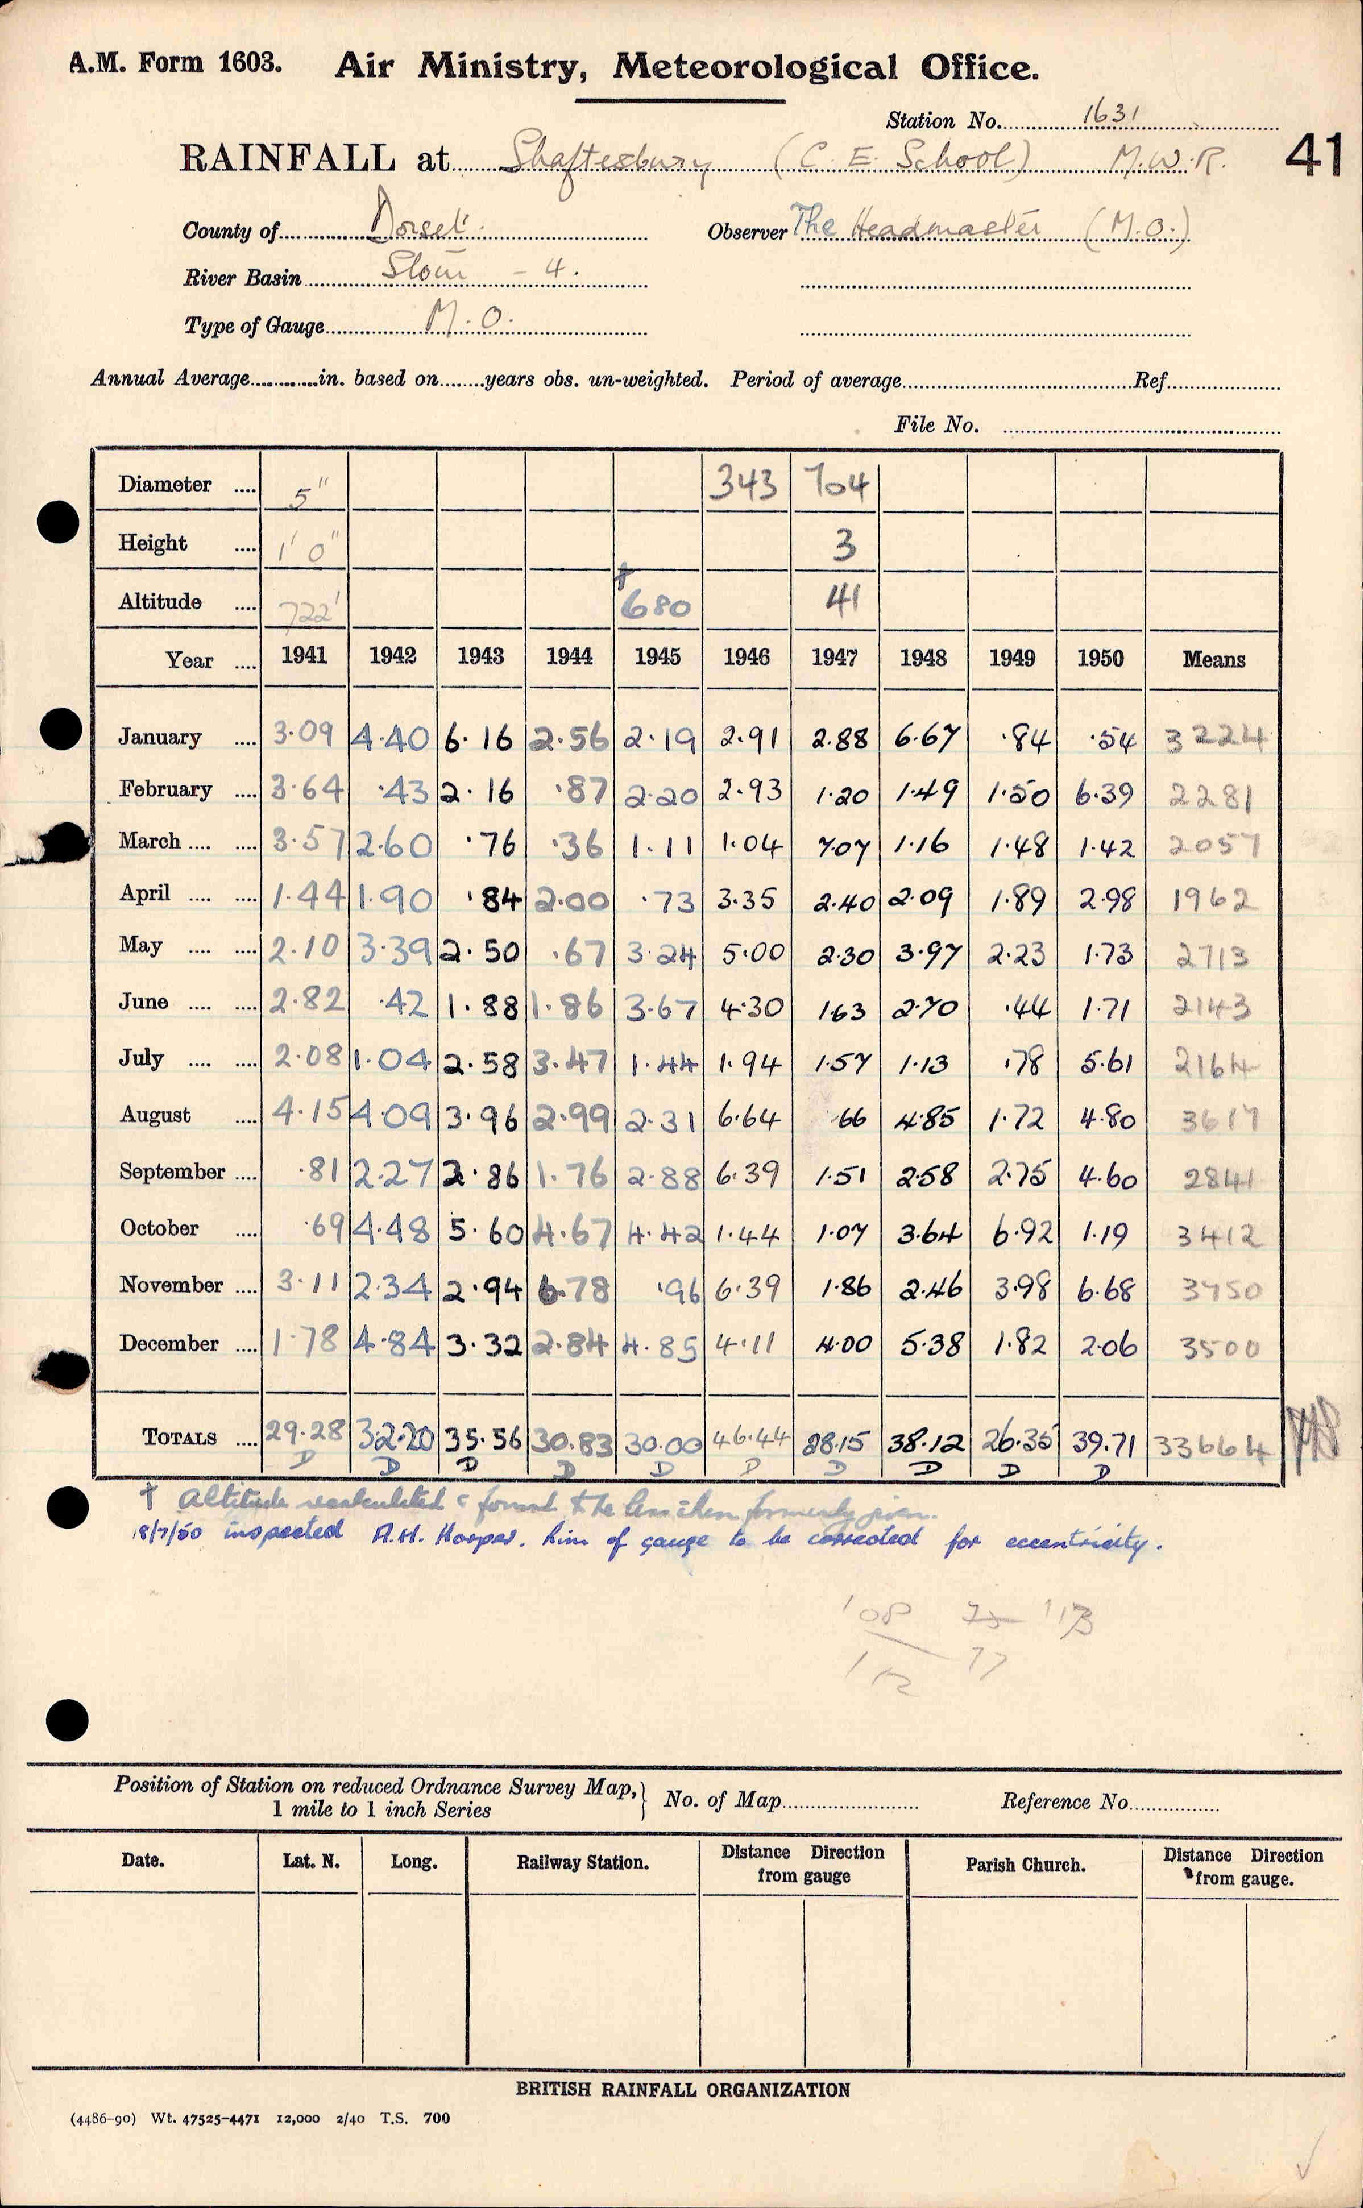 A.M. Form 1603. Air Ministry, Meteorological Office.
Station No. 1631
RAINFALL at Shaftesbury (C. E. School) M.W.R. 41
County of Dorset. Observer The Headmaster (M.O.)
River Basin Stour - 4.
Type of Gauge M.O.
Annual Average in. based on years obs. un-weighted. Period of average Ref.
File No.
Diameter 5" 343 704
Height 1' 0" 3
Altitude 722' †680 41
Year 1941 1942 1943 1944 1945 1946 1947 1948 1949 1950 Means
January 3.09 4.40 6.16 2.56 2.19 2.91 2.88 6.67 .84 .54 3224
February 3.64 .43 2.16 .87 2.20 2.93 1.20 1.49 1.50 6.39 2281
March 3.57 2.60 .76 .36 1.11 1.04 7.07 1.16 1.48 1.42 2057
April 1.44 1.90 .84 2.00 .73 3.35 2.40 2.09 1.89 2.98 1962
May 2.10 3.39 2.50 .67 3.24 5.00 2.30 3.97 2.23 1.73 2713
June 2.82 .42 1.88 1.86 3.67 4.30 1.63 2.70 .44 1.71 2143
July 2.08 1.04 2.58 3.47 1.44 1.94 1.57 1.13 .78 5.61 2164
August 4.15 4.09 3.96 2.99 2.31 6.64 .66 4.85 1.72 4.80 3617
September .81 2.27 2.86 1.76 2.88 6.39 1.51 2.58 2.75 4.60 2841
October .69 4.48 5.60 4.67 4.42 1.44 1.07 3.64 6.92 1.19 3412
November 3.11 2.34 2.94 6.78 .96 6.39 1.86 2.46 3.98 6.68 3750
December 1.78 4.84 3.32 2.84 4.85 4.11 4.00 5.38 1.82 2.06 3500
TOTALS 29.28 32.20 35.56 30.83 30.00 46.44 28.15 38.12 26.35 39.71 33664
D D D D D D D D D D
† Altitude recalculated & found to be less than formerly given.
18/7/50 inspected A.H. Hooper. Rim of gauge to be corrected for eccentricity.
108 113
112 77
Position of Station on reduced Ordnance Survey Map, 1 mile to 1 inch Series } No. of Map Reference No.
Date. Lat. N. Long. Railway Station. Distance Direction from gauge Parish Church. Distance Direction from gauge.
BRITISH RAINFALL ORGANIZATION
(4486-90) Wt. 47525-4471 12,000 2/40 T.S. 700